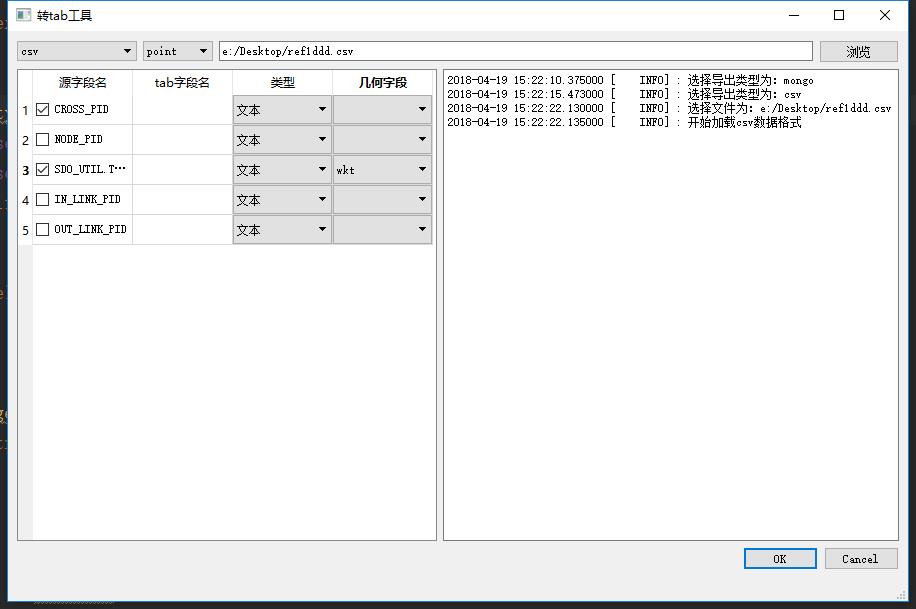 转tab工具
csv point e:/Desktop/ref1ddd.csv 浏览
源字段名 tab字段名 类型 几何字段
1 CROSS_PID 文本
2 NODE_PID 文本
3 SDO_UTIL.T··· 文本 wkt
4 IN_LINK_PID 文本
5 OUT_LINK_PID 文本
2018-04-19 15:22:10.375000 [ INFO] : 选择导出类型为: mongo
2018-04-19 15:22:15.473000 [ INFO] : 选择导出类型为: csv
2018-04-19 15:22:22.130000 [ INFO] : 选择文件为: e:/Desktop/ref1ddd.csv
2018-04-19 15:22:22.135000 [ INFO] : 开始加载csv数据格式
OK Cancel